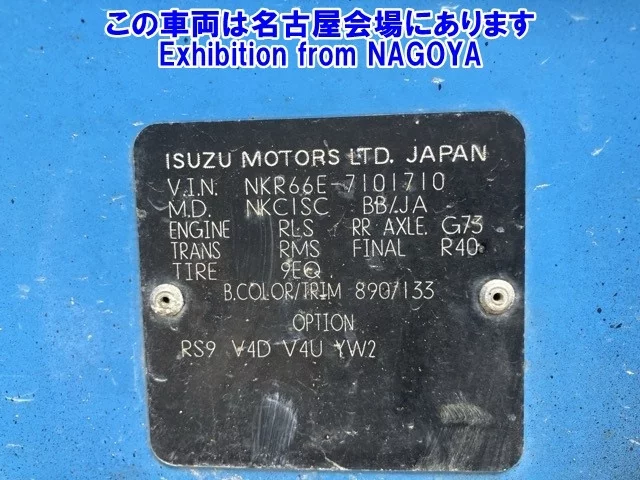 この車両は名古屋会場にあります
Exhibition from NAGOYA
ISUZU MOTORS LTD. JAPAN
V.I.N. NKR66E-7101710
M.D. NKC1SC BB/JA
ENGINE RLS RR AXLE. G73
TRANS RMS FINAL R40
TIRE 9EQ
B.COLOR/TRIM 890/133
OPTION
RS9 V4D V4U YW2